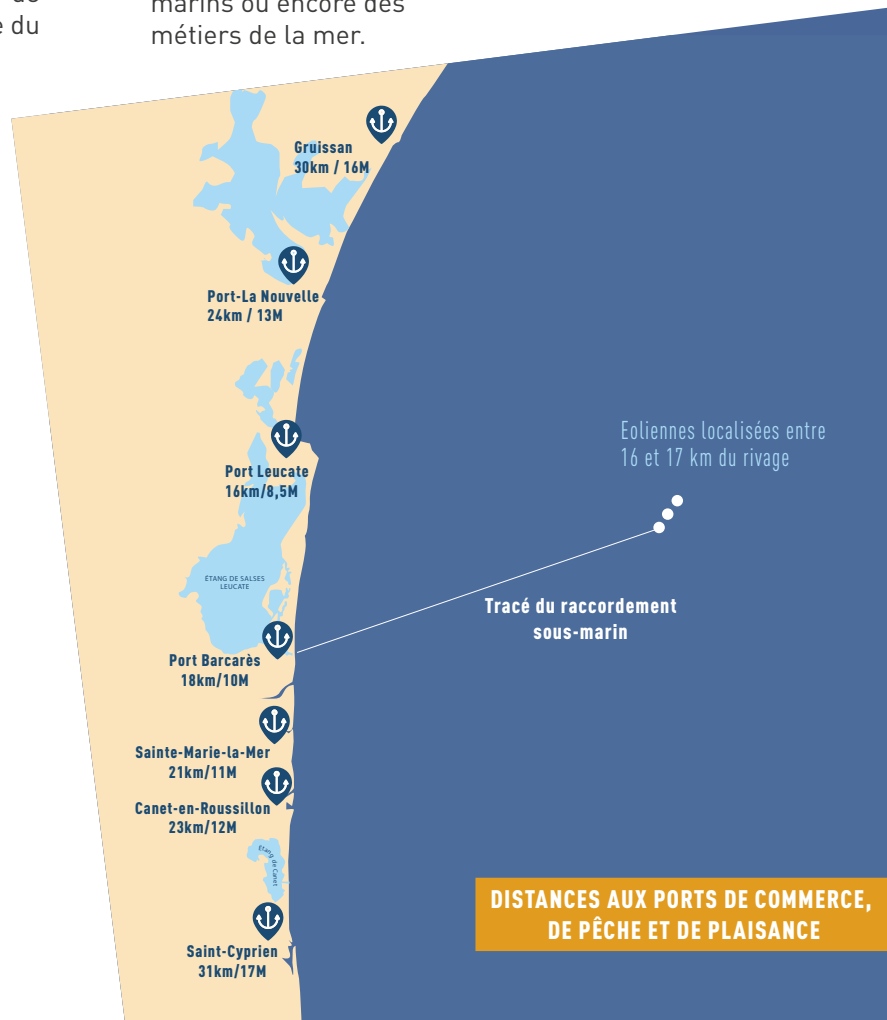 de
e du
marins ou encore des
métiers de la mer.
Gruissan
30km / 16M
Port-La Nouvelle
24km / 13M
Eoliennes localisées entre
16 et 17 km du rivage
Port Leucate
16km/8,5M
ÉTANG DE SALSES
LEUCATE
Tracé du raccordement
sous-marin
Port Barcarès
18km/10M
Sainte-Marie-la-Mer
21km/11M
Canet-en-Roussillon
23km/12M
Etang de Canet
DISTANCES AUX PORTS DE COMMERCE,
DE PÊCHE ET DE PLAISANCE
Saint-Cyprien
31km/17M